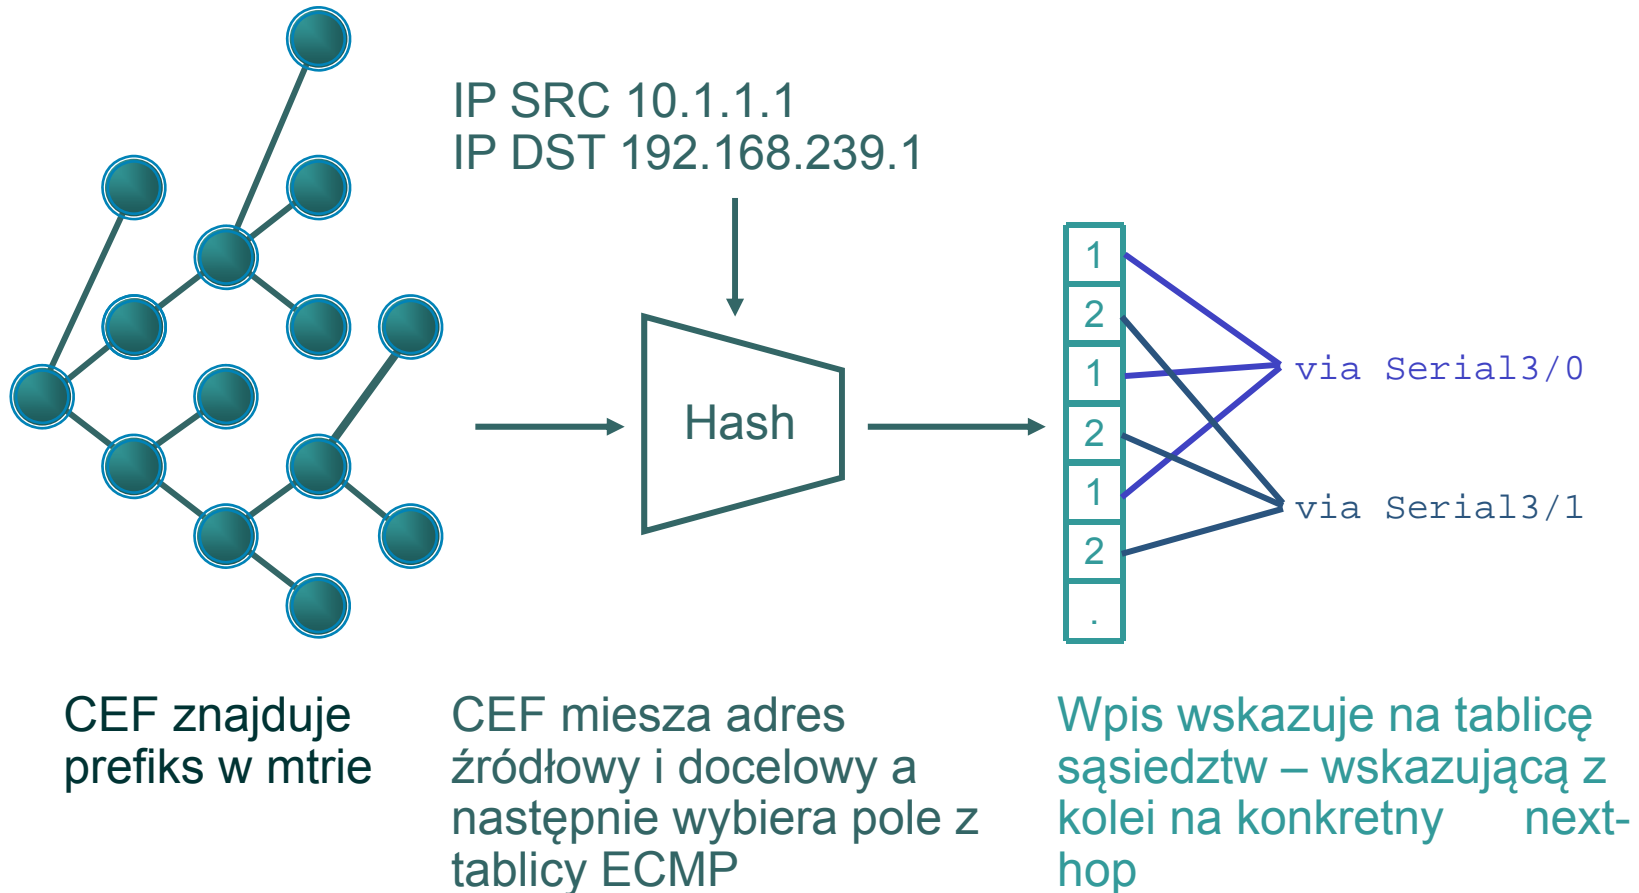 IP SRC 10.1.1.1
IP DST 192.168.239.1
Hash
1
2
1
2
1
2
.
via Serial3/0
via Serial3/1
CEF znajduje
prefiks w mtrie
CEF miesza adres
źródłowy i docelowy a
następnie wybiera pole z
tablicy ECMP
Wpis wskazuje na tablicę
sąsiedztw – wskazującą z
kolei na konkretny next-
hop